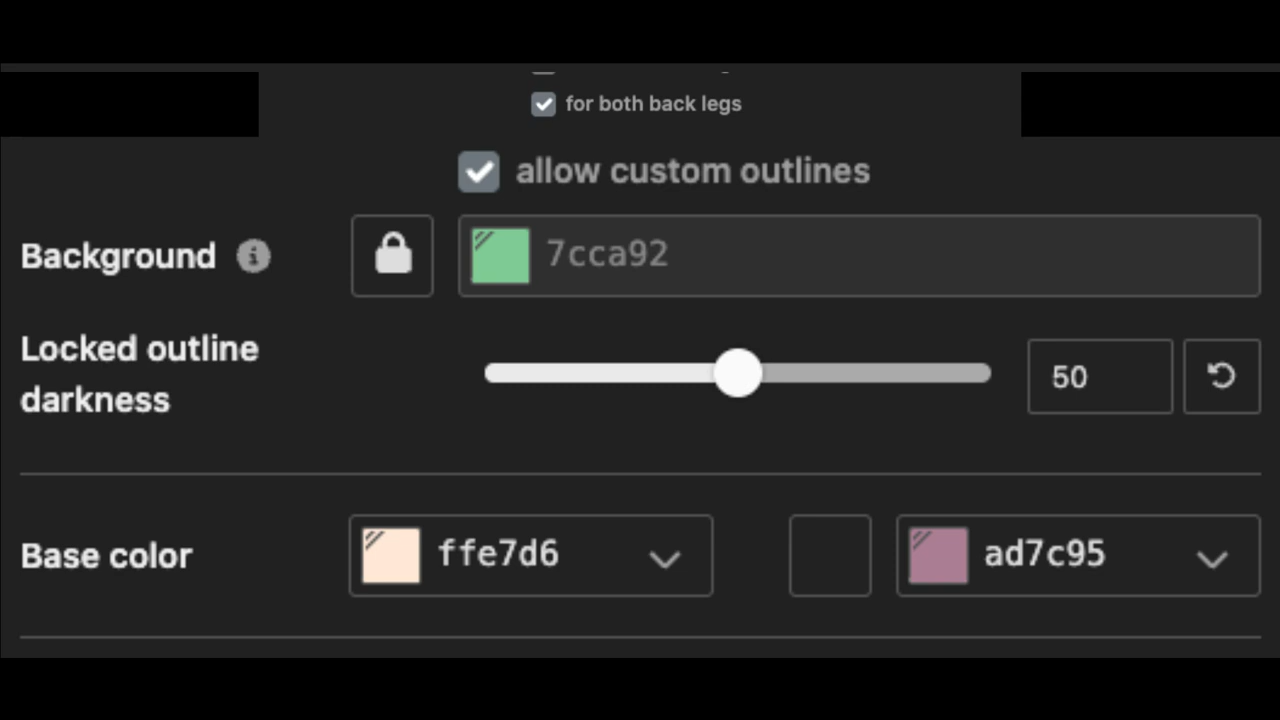 for both back legs
allow custom outlines
Background
7cca92
Locked outline
darkness
50
Base color
ffe7d6
ad7c95